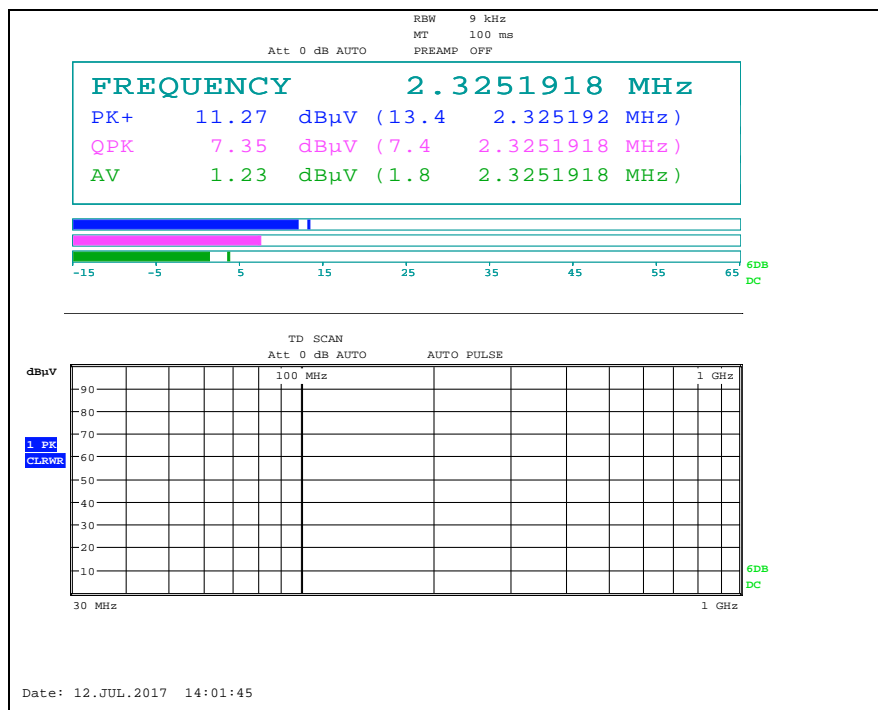 RBW 9 kHz
MT 100 ms
Att 0 dB AUTO PREAMP OFF
FREQUENCY 2.3251918 MHz
PK+ 11.27 dBµV (13.4 2.325192 MHz)
QPK 7.35 dBµV (7.4 2.3251918 MHz)
AV 1.23 dBµV (1.8 2.3251918 MHz)
-15 -5 5 15 25 35 45 55 65
6DB
DC
TD SCAN
Att 0 dB AUTO AUTO PULSE
dBµV
100 MHz 1 GHz
90
80
70
1 PK
CLRWR
60
50
40
30
20
10
6DB
DC
30 MHz 1 GHz
Date: 12.JUL.2017 14:01:45